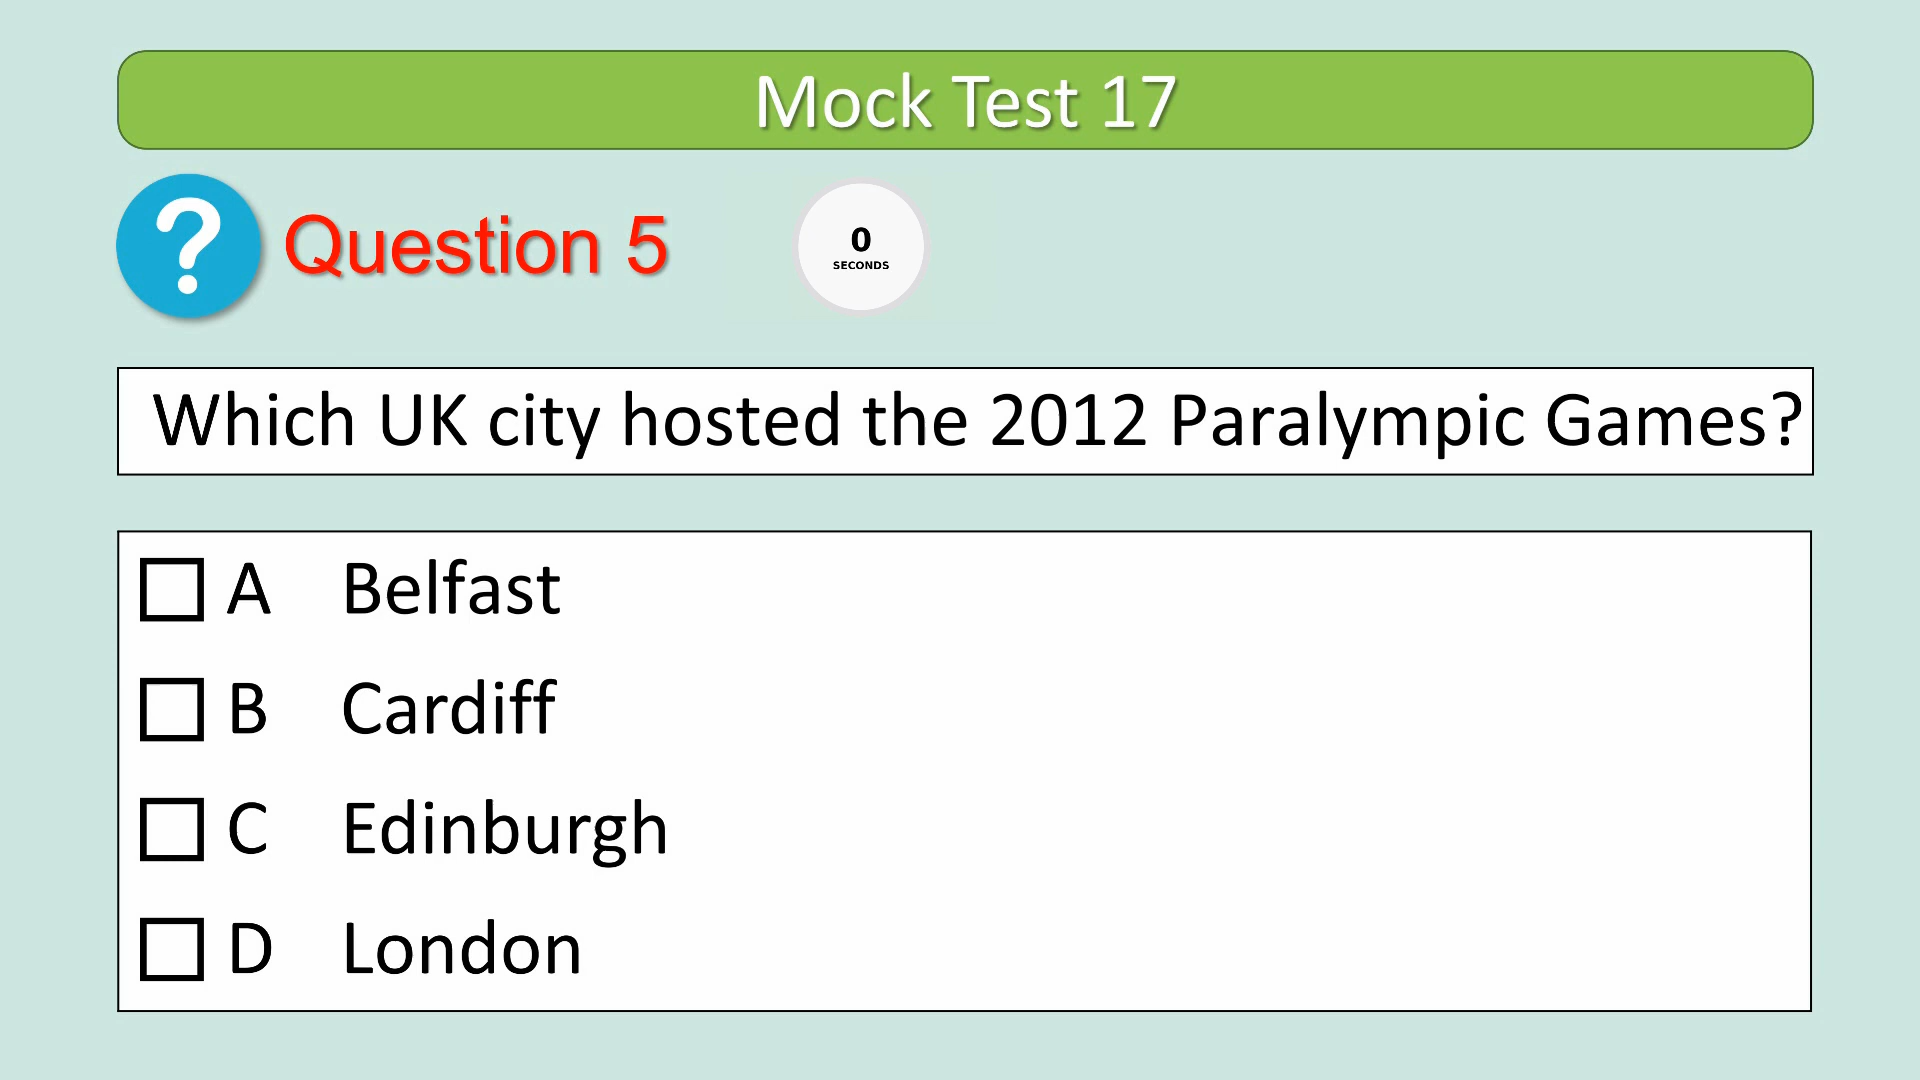 Mock Test 17
?
Question 5
0
SECONDS
Which UK city hosted the 2012 Paralympic Games?
A Belfast
B Cardiff
C Edinburgh
D London